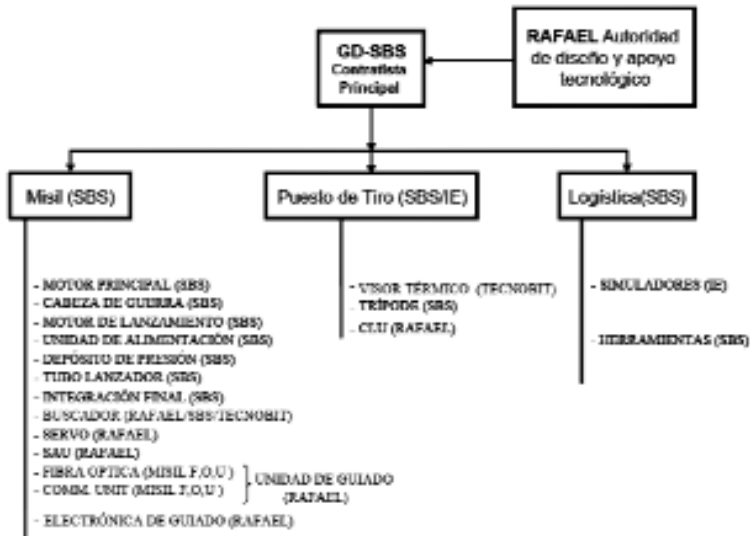 GD-SBS
Contratista
Principal
RAFAEL Autoridad
de diseño y apoyo
tecnológico
Misil (SBS)
Puesto de Tiro (SBS/IE)
Logística(SBS)
- MOTOR PRINCIPAL (SBS)
- CABEZA DE GUERRA (SBS)
- MOTOR DE LANZAMIENTO (SBS)
- UNIDAD DE ALIMENTACIÓN (SBS)
- DEPÓSITO DE PRESIÓN (SBS)
- TUBO LANZADOR (SBS)
- INTEGRACIÓN FINAL (SBS)
- BUSCADOR (RAFAEL/SBS/TECNOBIT)
- SERVO (RAFAEL)
- SAU (RAFAEL)
- FIBRA OPTICA (MISIL F,O,U )
- COMM. UNIT (MISIL F,O,U )
UNIDAD DE GUIADO
(RAFAEL)
- ELECTRÓNICA DE GUIADO (RAFAEL)
- VISOR TÉRMICO (TECNOBIT)
- TRÍPODE (SBS)
- CLU (RAFAEL)
- SIMULADORES (IE)
- HERRAMIENTAS (SBS)